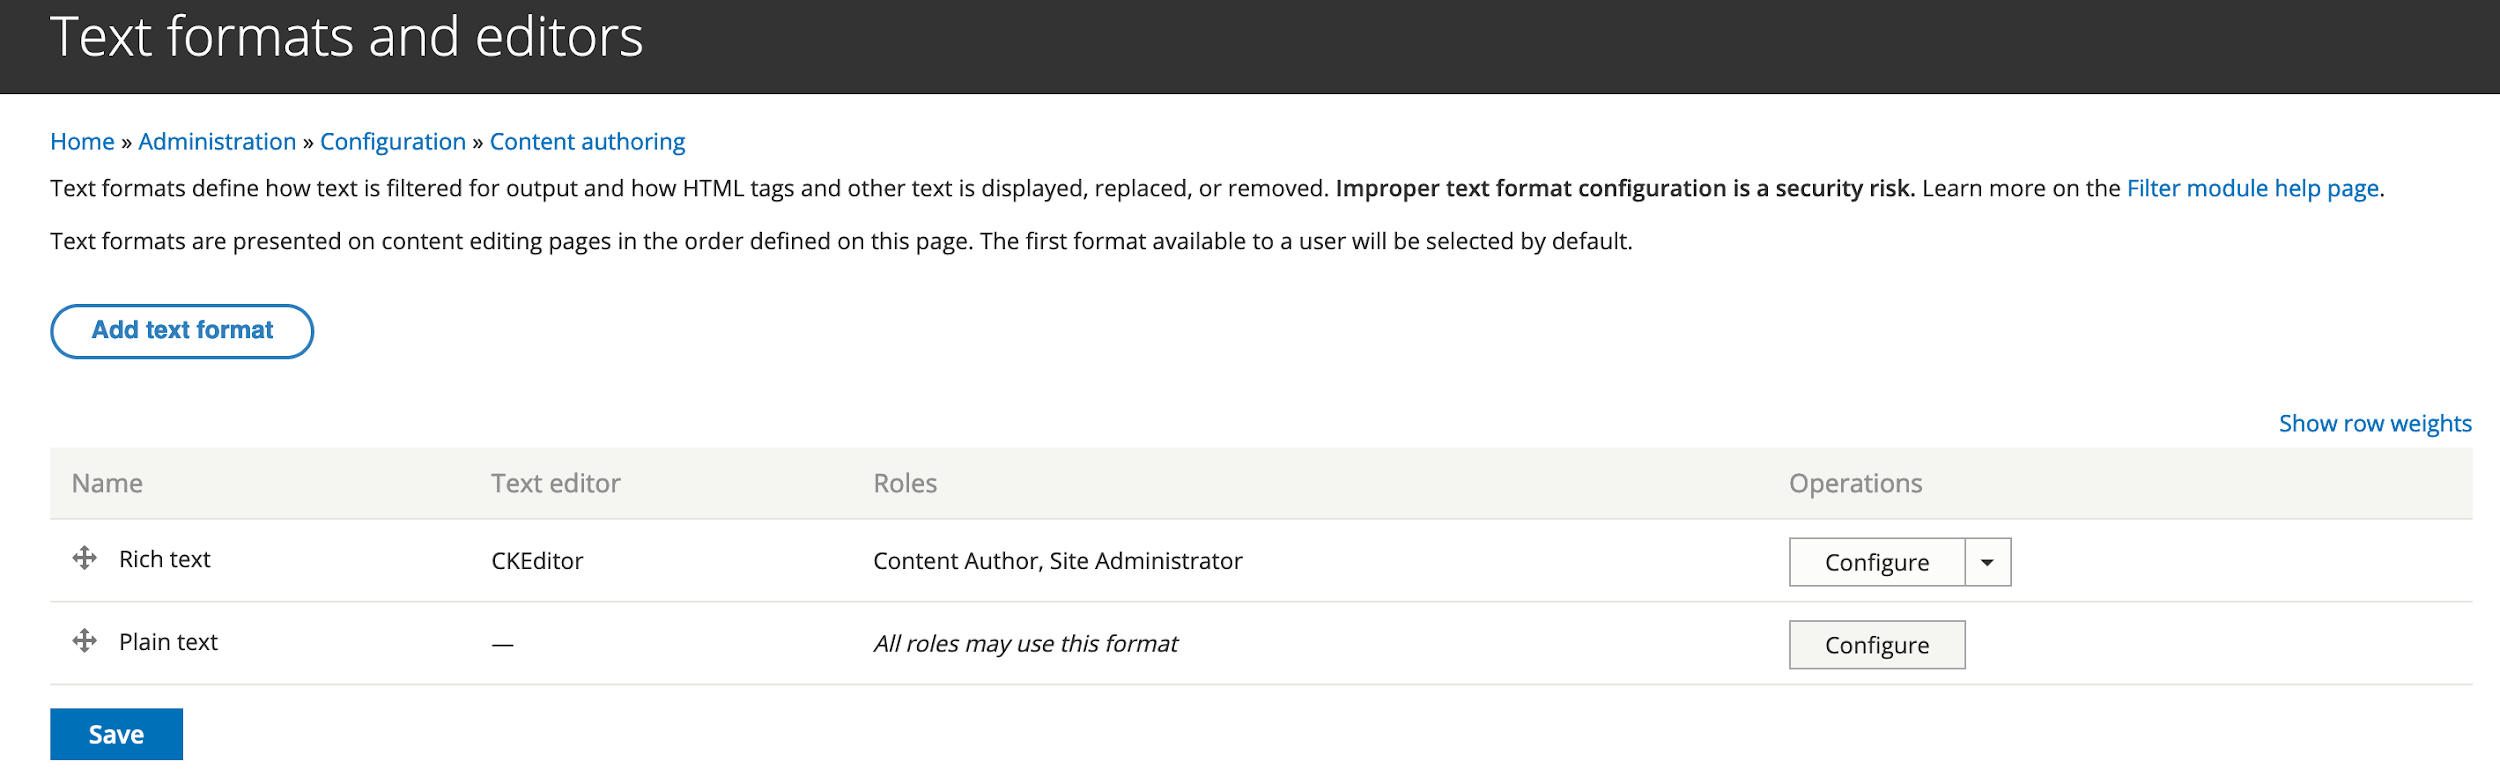 Text formats and editors
Home » Administration » Configuration » Content authoring
Text formats define how text is filtered for output and how HTML tags and other text is displayed, replaced, or removed. Improper text format configuration is a security risk. Learn more on the Filter module help page.
Text formats are presented on content editing pages in the order defined on this page. The first format available to a user will be selected by default.
Add text format
Show row weights
Name Text editor Roles Operations
Rich text CKEditor Content Author, Site Administrator Configure
Plain text — All roles may use this format Configure
Save